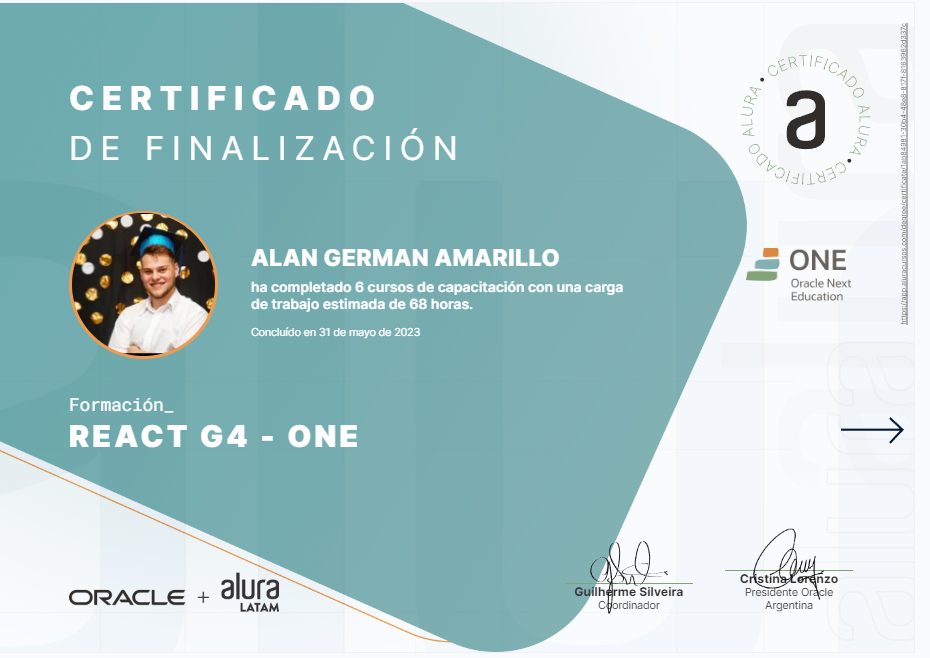 CERTIFICADO
DE FINALIZACIÓN
CERTIFICADO ALURA • CERTIFICADO ALURA •
a
ALAN GERMAN AMARILLO
ha completado 6 cursos de capacitación con una carga
de trabajo estimada de 68 horas.
Concluído en 31 de mayo de 2023
ONE
Oracle Next
Education
Formación_
REACT G4 - ONE
ORACLE + alura
LATAM
Guilherme Silveira
Coordinador
Cristina Lorenzo
Presidente Oracle
Argentina
alura